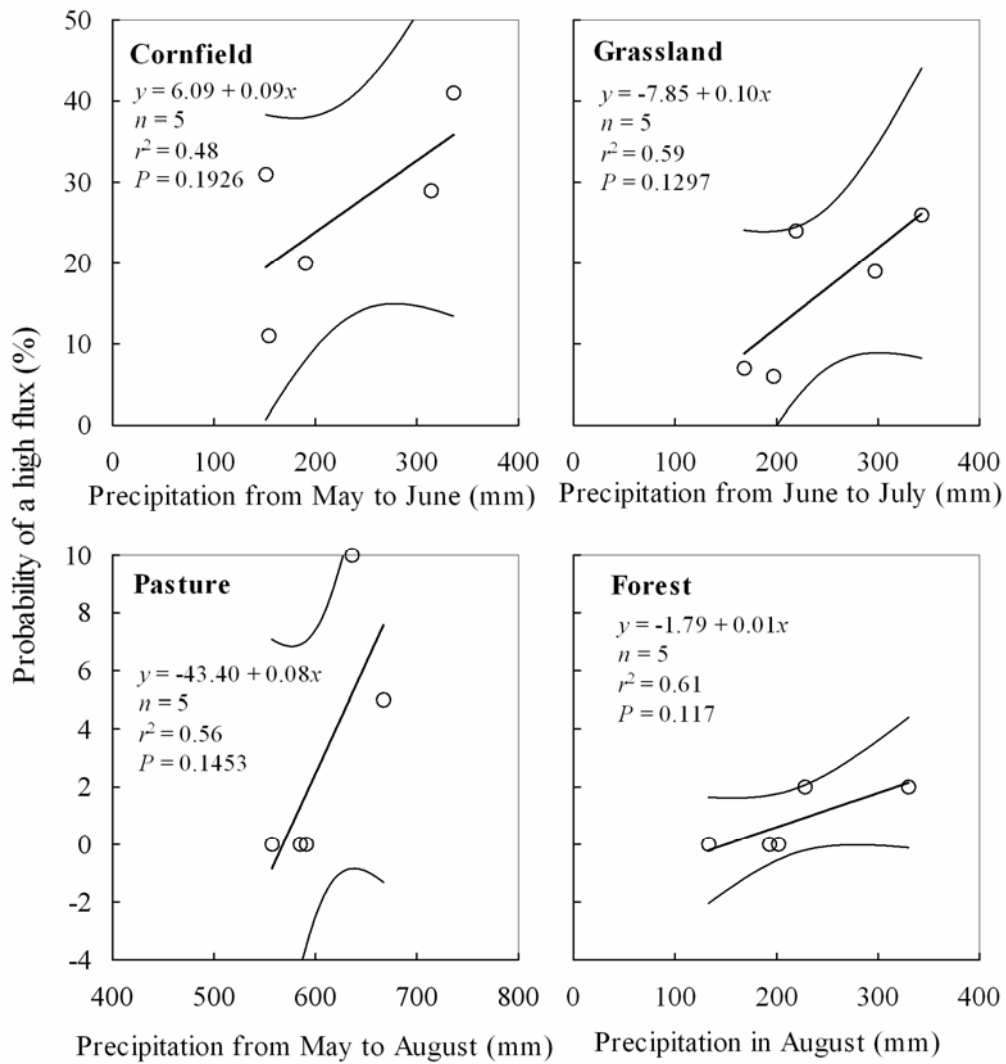 Probability of a high flux (%)
50
40
30
20
10
0
Cornfield
y = 6.09 + 0.09x
n = 5
r² = 0.48
P = 0.1926
0 100 200 300 400
Precipitation from May to June (mm)
Grassland
y = -7.85 + 0.10x
n = 5
r² = 0.59
P = 0.1297
0 100 200 300 400
Precipitation from June to July (mm)
10
8
6
4
2
0
-2
-4
Pasture
y = -43.40 + 0.08x
n = 5
r² = 0.56
P = 0.1453
400 500 600 700 800
Precipitation from May to August (mm)
Forest
y = -1.79 + 0.01x
n = 5
r² = 0.61
P = 0.117
0 100 200 300 400
Precipitation in August (mm)